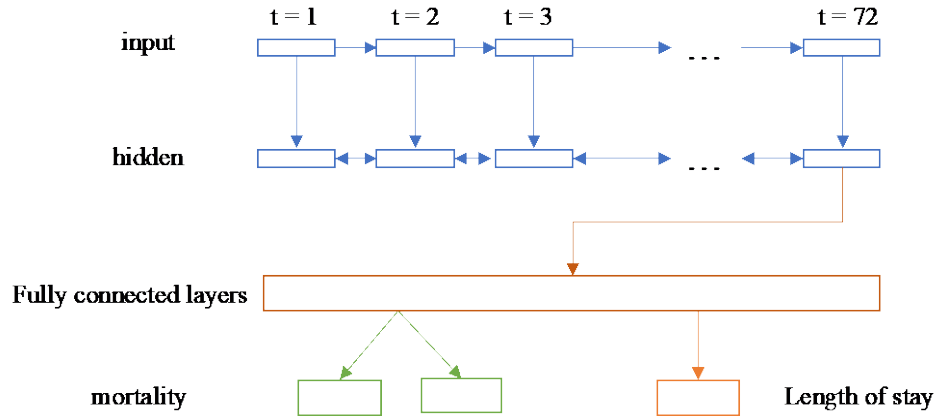 t = 1 t = 2 t = 3 t = 72
input
...
hidden
...
Fully connected layers
mortality Length of stay